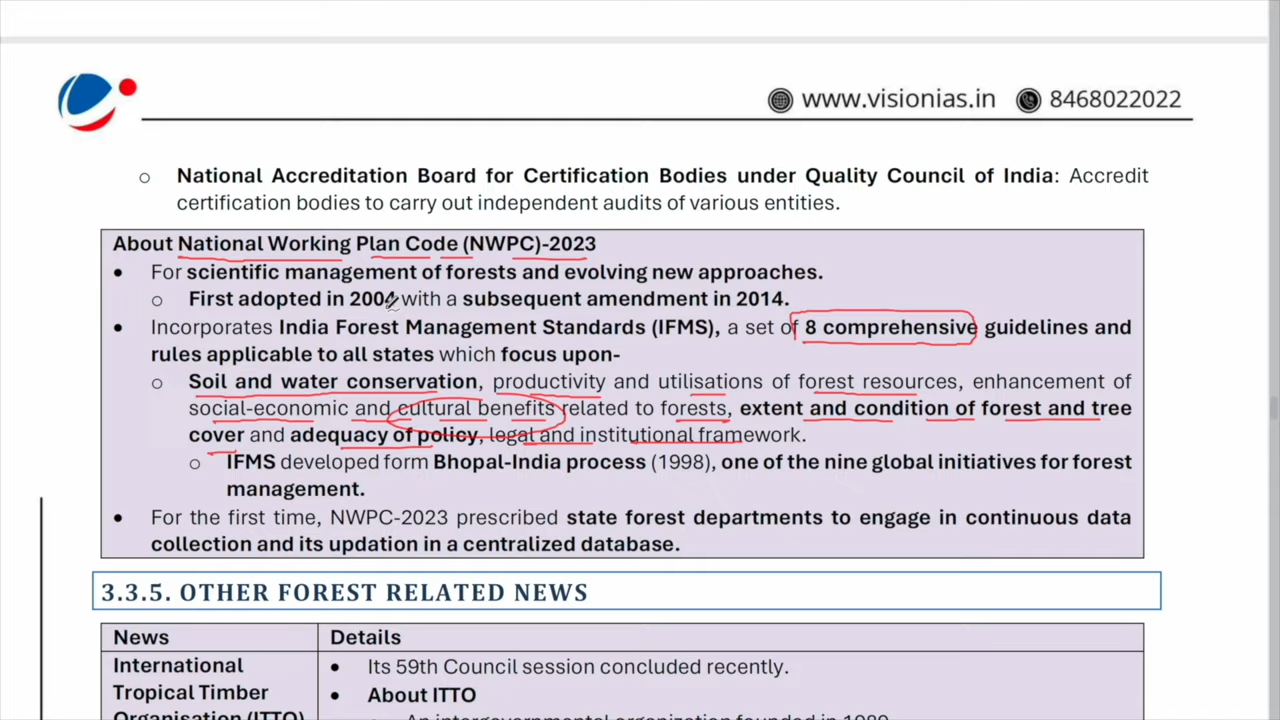 www.visionias.in 8468022022
○ National Accreditation Board for Certification Bodies under Quality Council of India: Accredit
certification bodies to carry out independent audits of various entities.
About National Working Plan Code (NWPC)-2023
• For scientific management of forests and evolving new approaches.
○ First adopted in 2004 with a subsequent amendment in 2014.
• Incorporates India Forest Management Standards (IFMS), a set of 8 comprehensive guidelines and
rules applicable to all states which focus upon-
○ Soil and water conservation, productivity and utilisations of forest resources, enhancement of
social-economic and cultural benefits related to forests, extent and condition of forest and tree
cover and adequacy of policy, legal and institutional framework.
○ IFMS developed form Bhopal-India process (1998), one of the nine global initiatives for forest
management.
• For the first time, NWPC-2023 prescribed state forest departments to engage in continuous data
collection and its updation in a centralized database.
3.3.5. OTHER FOREST RELATED NEWS
News Details
International • Its 59th Council session concluded recently.
Tropical Timber • About ITTO
Organisation (ITTO)